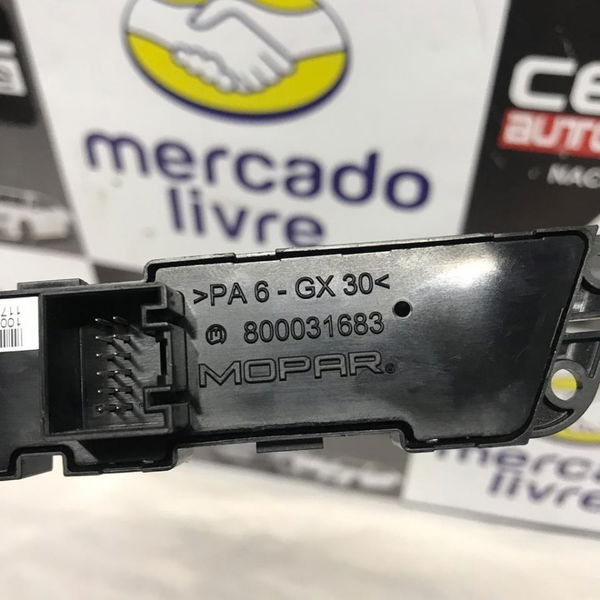 mercado
livre
>PA 6 - GX 30<
Ⓜ 800031683
MOPAR®
mercado
livre